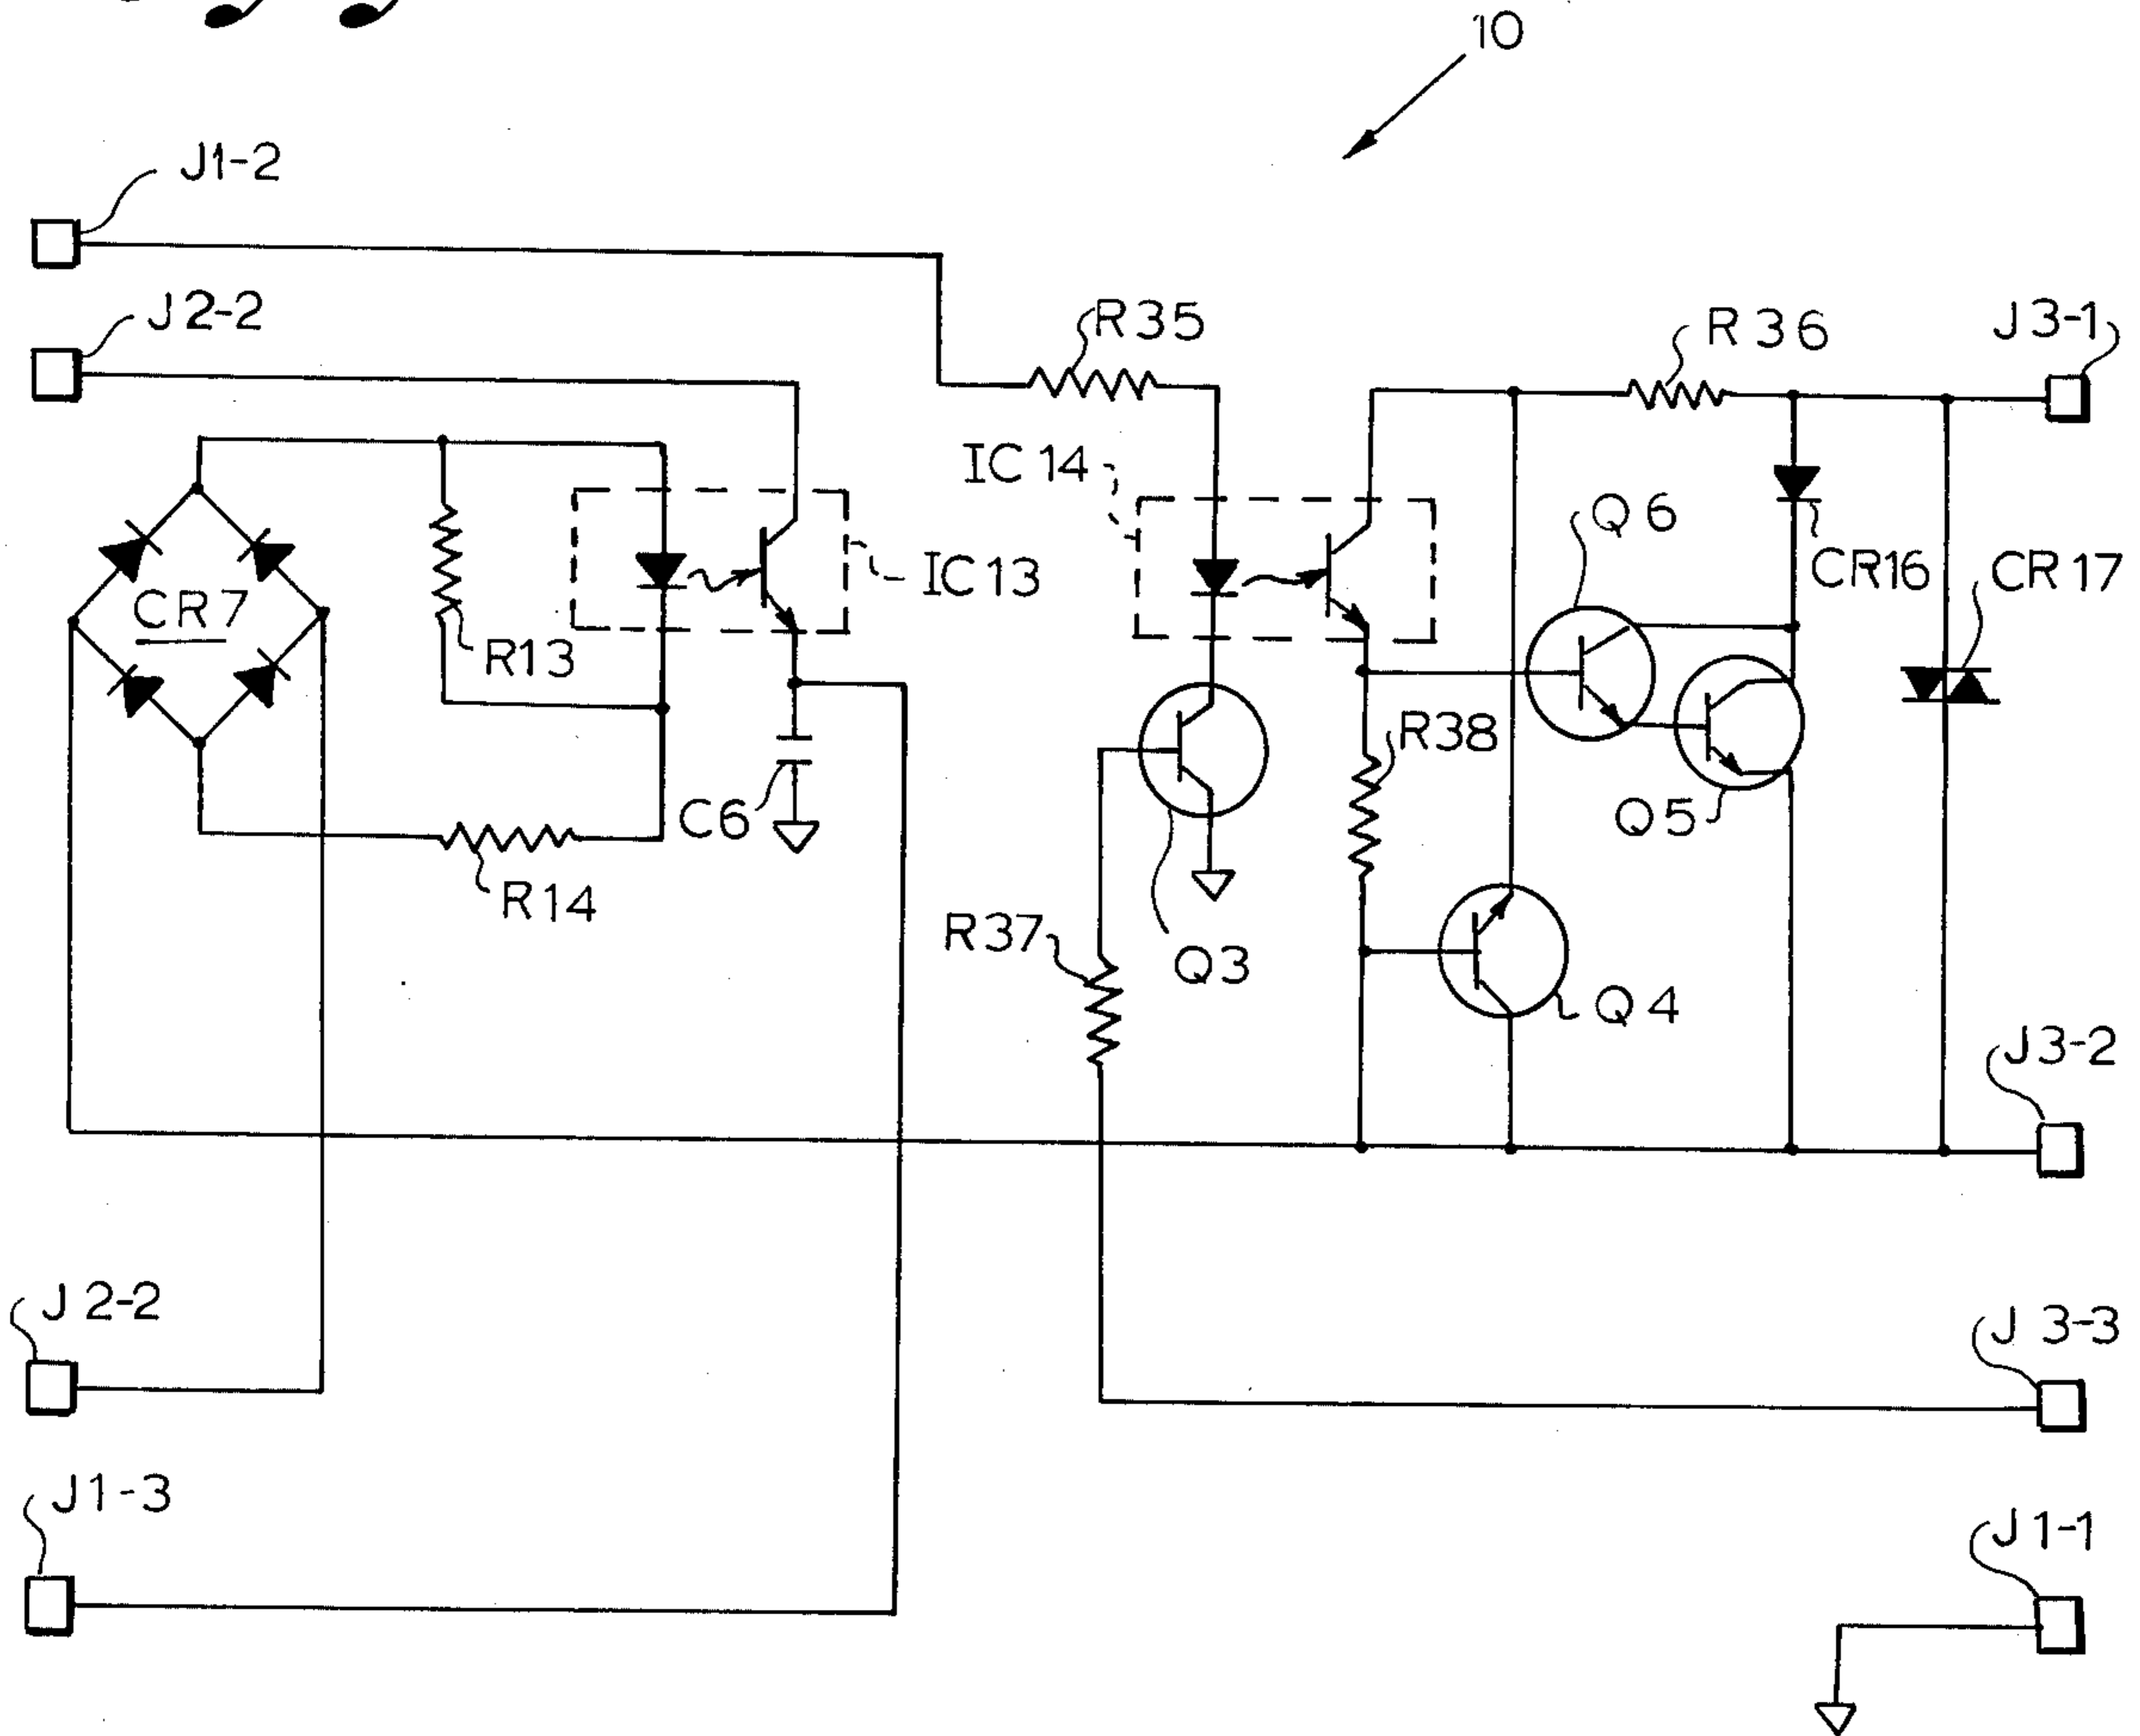 10
J1-2
J2-2
R35
R36
J3-1
IC14
Q6
IC13
CR16
CR17
CR7
R13
R38
C6
Q5
R14
R37
Q3
Q4
J3-2
J2-2
J3-3
J1-3
J1-1